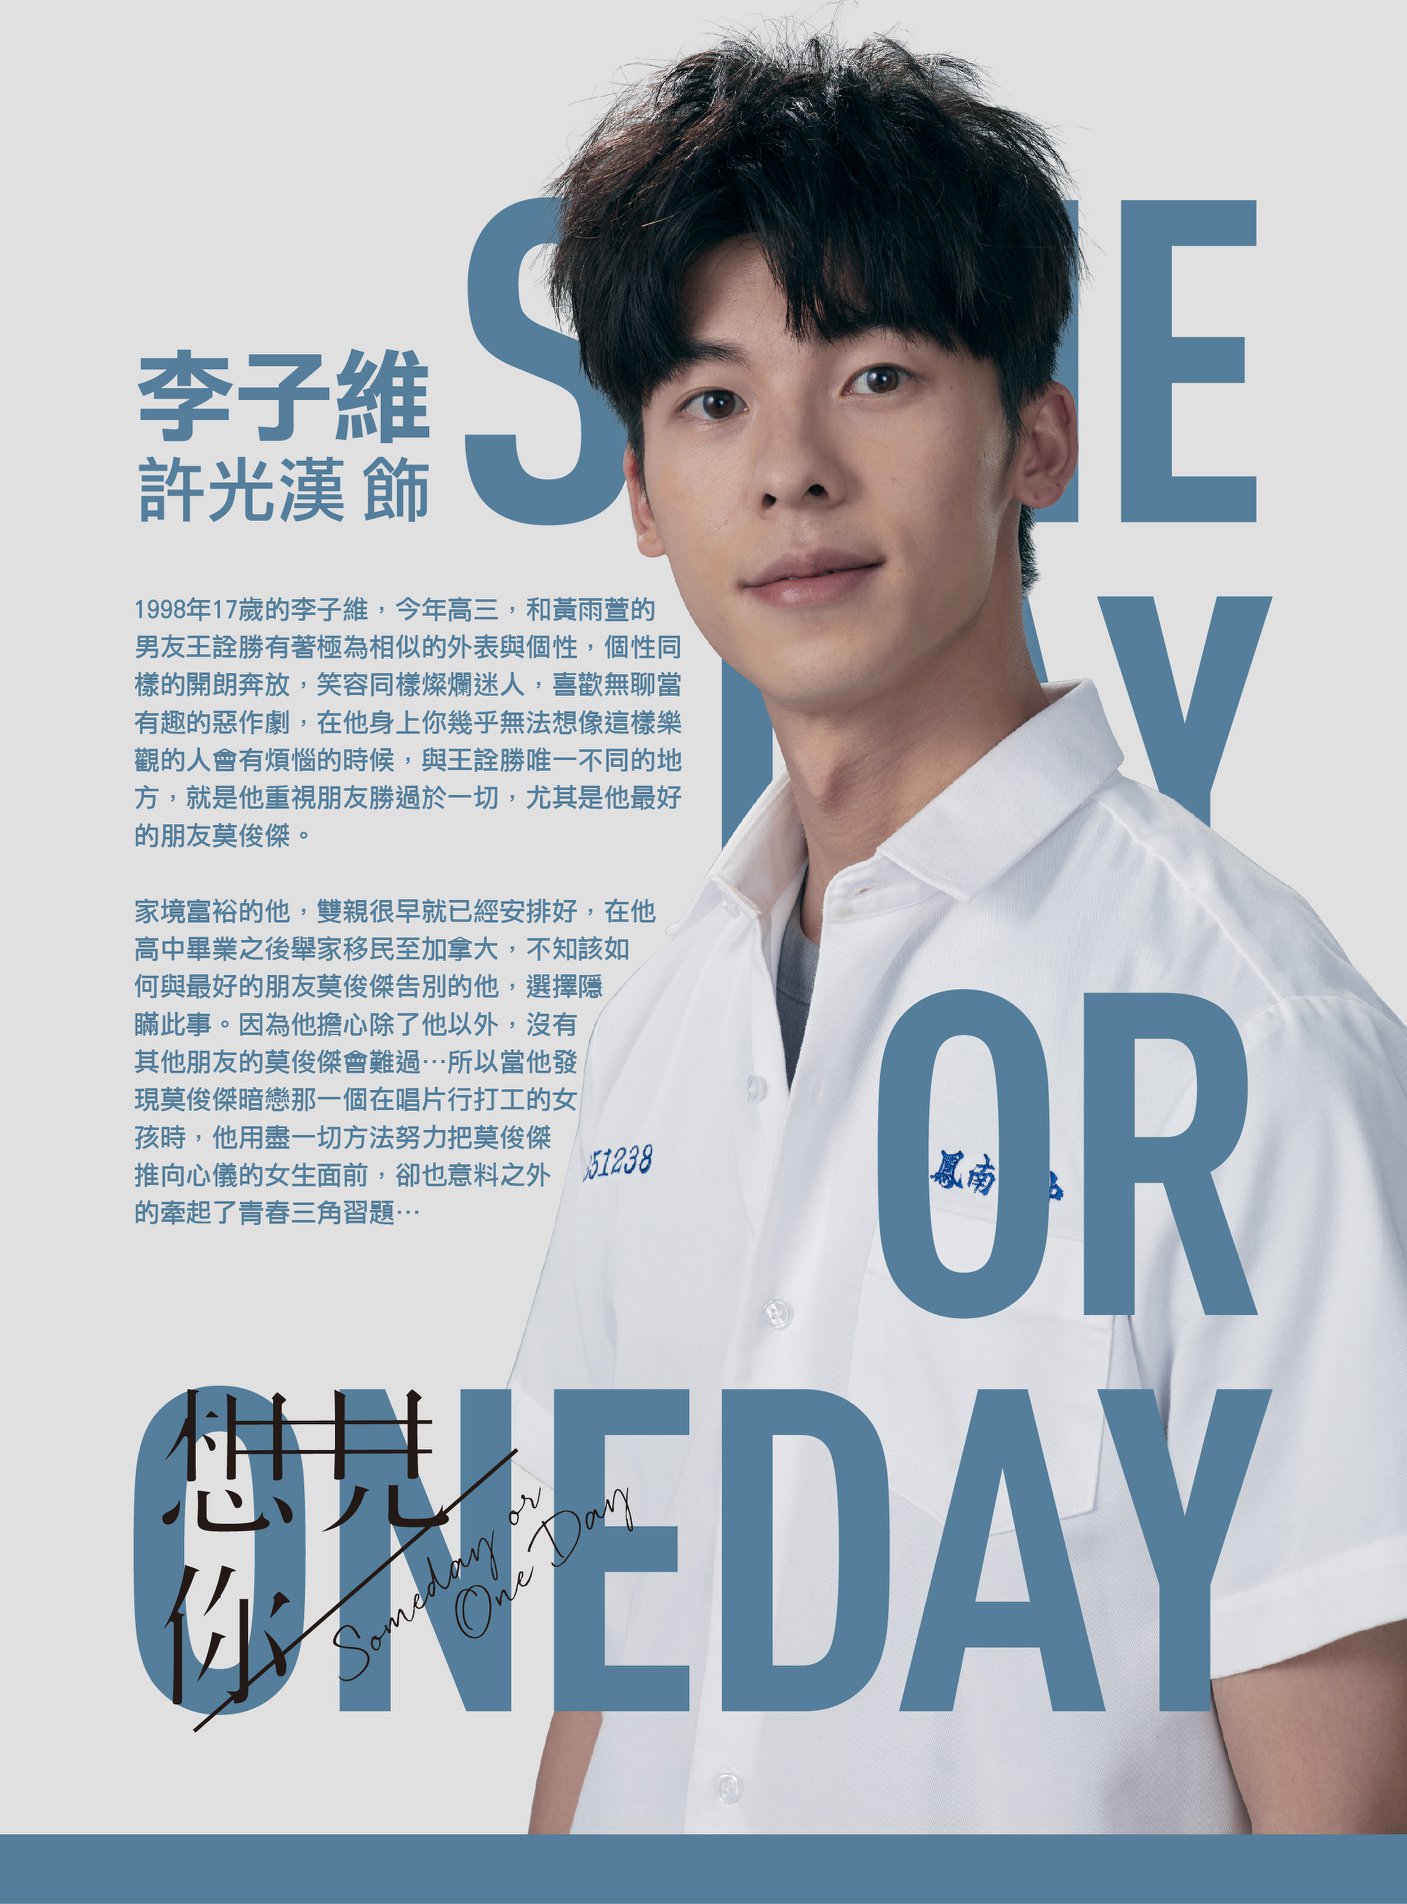 SOME
DAY
李子維
許光漢 飾
1998年17歲的李子維，今年高三，和黃雨萱的
男友王詮勝有著極為相似的外表與個性，個性同
樣的開朗奔放，笑容同樣燦爛迷人，喜歡無聊當
有趣的惡作劇，在他身上你幾乎無法想像這樣樂
觀的人會有煩惱的時候，與王詮勝唯一不同的地
方，就是他重視朋友勝過於一切，尤其是他最好
的朋友莫俊傑。
家境富裕的他，雙親很早就已經安排好，在他
高中畢業之後舉家移民至加拿大，不知該如
何與最好的朋友莫俊傑告別的他，選擇隱
瞞此事。因為他擔心除了他以外，沒有
其他朋友的莫俊傑會難過…所以當他發
現莫俊傑暗戀那一個在唱片行打工的女
孩時，他用盡一切方法努力把莫俊傑
推向心儀的女生面前，卻也意料之外
的牽起了青春三角習題…
51238
鳳南
OR
ONEDAY
想見
你
Someday or
One Day